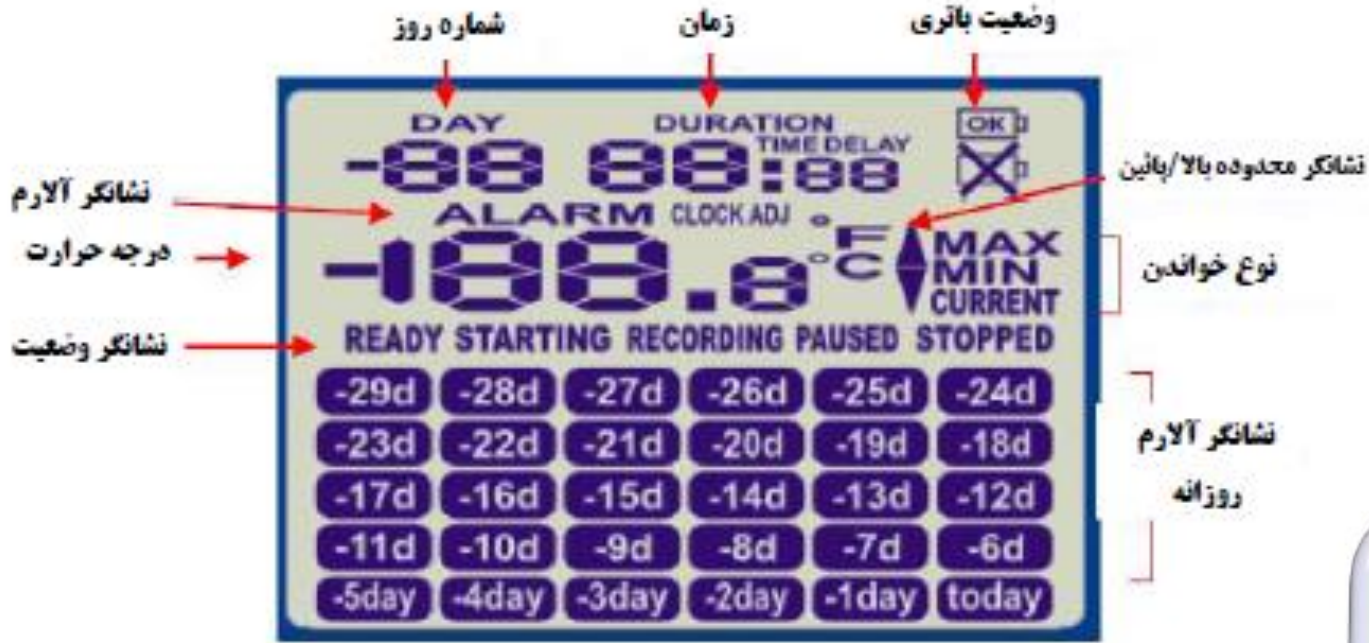 شماره روز زمان وضعیت باتری
DAY DURATION OK
TIME DELAY
-88 88:88
نشانگر محدوده بالا/پائین
نشانگر آلارم
ALARM CLOCK ADJ
درجه حرارت
-188.8 °F °C MAX
MIN
CURRENT
نوع خواندن
نشانگر وضعیت
READY STARTING RECORDING PAUSED STOPPED
-29d -28d -27d -26d -25d -24d
-23d -22d -21d -20d -19d -18d
نشانگر آلارم
روزانه
-17d -16d -15d -14d -13d -12d
-11d -10d -9d -8d -7d -6d
-5day -4day -3day -2day -1day today